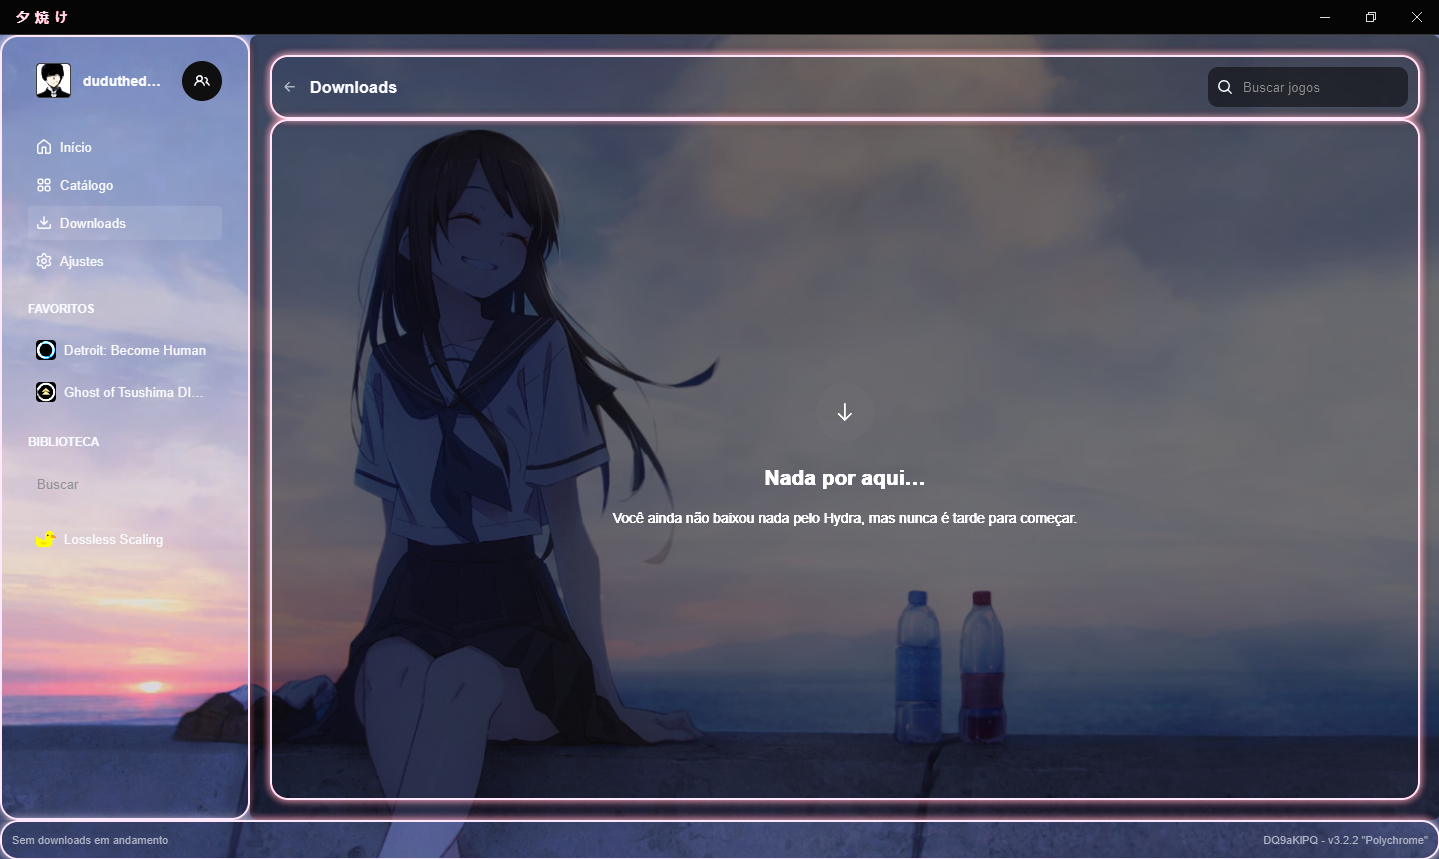 夕焼け
duduthed...
Downloads
Buscar jogos
Início
Catálogo
Downloads
Ajustes
FAVORITOS
Detroit: Become Human
Ghost of Tsushima DI...
BIBLIOTECA
Buscar
Lossless Scaling
Nada por aqui...
Você ainda não baixou nada pelo Hydra, mas nunca é tarde para começar.
Sem downloads em andamento
DQ9aKIPQ - v3.2.2 "Polychrome"